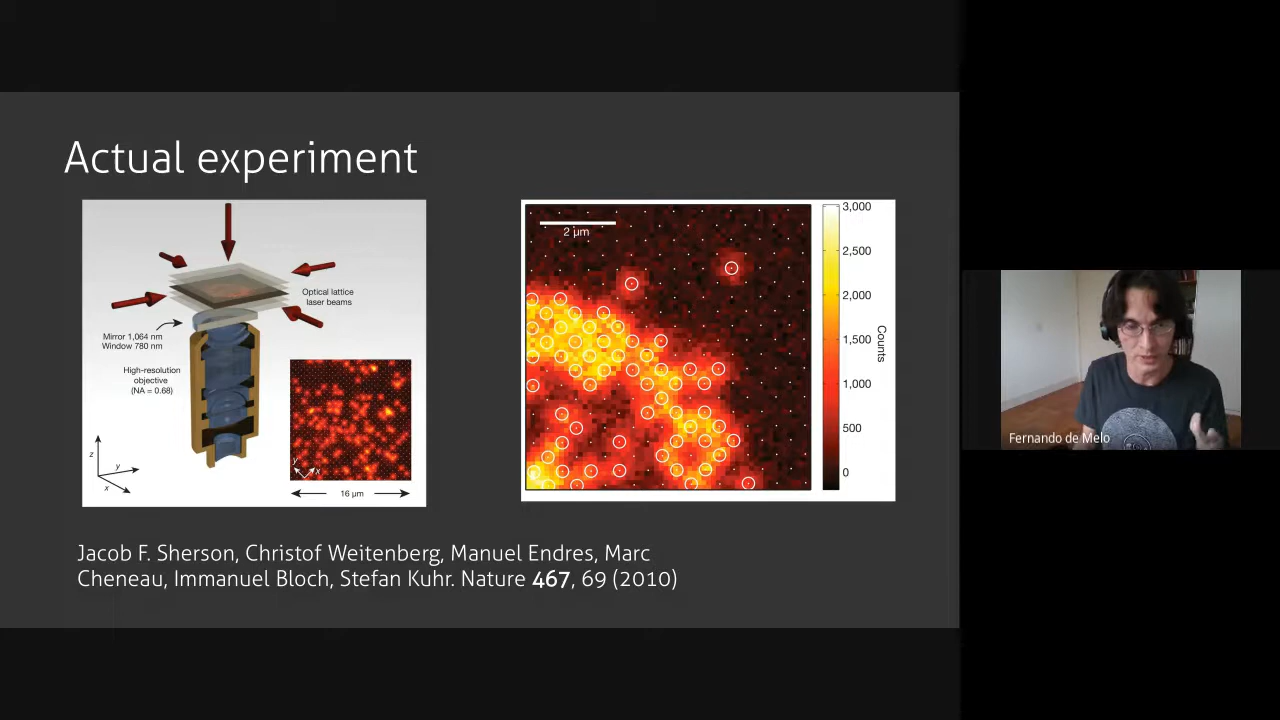 Actual experiment
Optical lattice
laser beams
Mirror 1,064 nm
Window 780 nm
High-resolution
objective
(NA = 0.68)
z
y
x
y
x
16 µm
2 µm
3,000
2,500
2,000
1,500
1,000
500
0
Counts
Jacob F. Sherson, Christof Weitenberg, Manuel Endres, Marc
Cheneau, Immanuel Bloch, Stefan Kuhr. Nature 467, 69 (2010)
Fernando de Melo